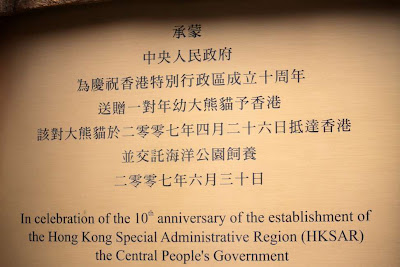 承蒙
中央人民政府
為慶祝香港特別行政區成立十周年
送贈一對年幼大熊貓予香港
該對大熊貓於二零零七年四月二十六日抵達香港
並交託海洋公園飼養
二零零七年六月三十日
In celebration of the 10th anniversary of the establishment of
the Hong Kong Special Administrative Region (HKSAR)
the Central People's Government